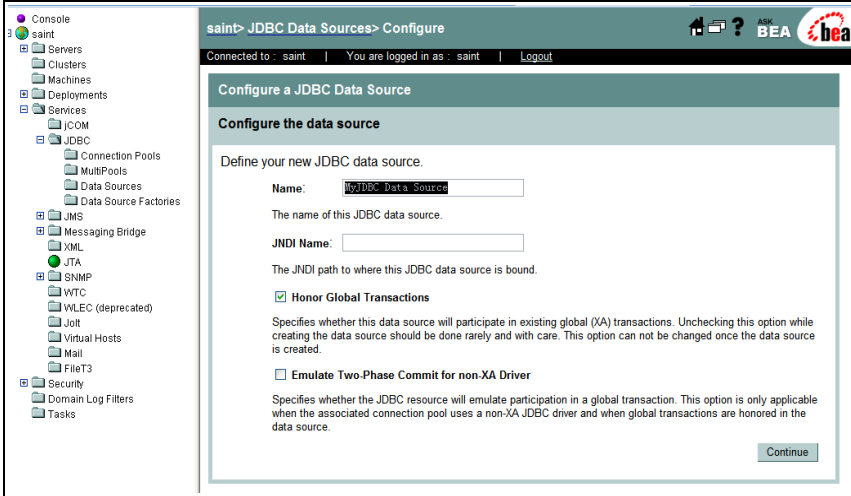 Console
saint
Servers
Clusters
Machines
Deployments
Services
jCOM
JDBC
Connection Pools
MultiPools
Data Sources
Data Source Factories
JMS
Messaging Bridge
XML
JTA
SNMP
WTC
WLEC (deprecated)
Jolt
Virtual Hosts
Mail
FileT3
Security
Domain Log Filters
Tasks
saint> JDBC Data Sources> Configure
? ASK BEA bea
Connected to : saint | You are logged in as : saint | Logout
Configure a JDBC Data Source
Configure the data source
Define your new JDBC data source.
Name: MyJDBC Data Source
The name of this JDBC data source.
JNDI Name:
The JNDI path to where this JDBC data source is bound.
Honor Global Transactions
Specifies whether this data source will participate in existing global (XA) transactions. Unchecking this option while
creating the data source should be done rarely and with care. This option can not be changed once the data source
is created.
Emulate Two-Phase Commit for non-XA Driver
Specifies whether the JDBC resource will emulate participation in a global transaction. This option is only applicable
when the associated connection pool uses a non-XA JDBC driver and when global transactions are honored in the
data source.
Continue